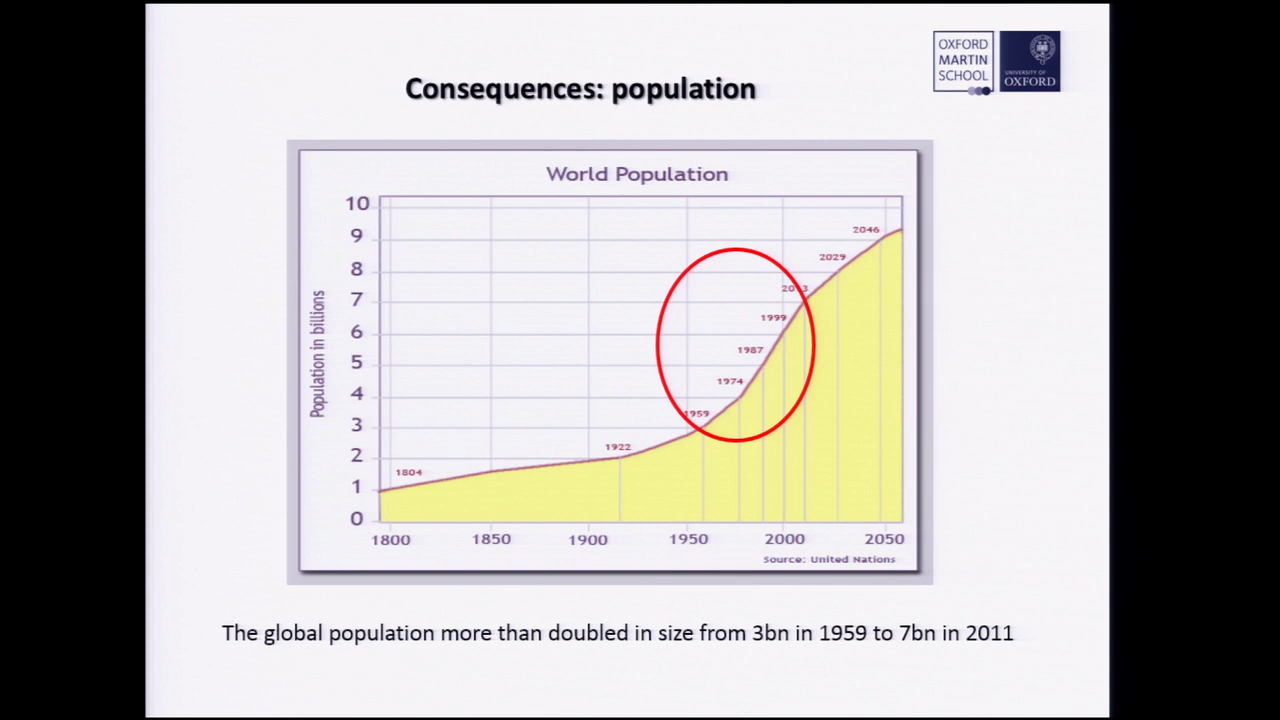 OXFORD
MARTIN
SCHOOL
UNIVERSITY OF
OXFORD
Consequences: population
World Population
Population in billions
10
9
8
7
6
5
4
3
2
1
0
1804
1922
1959
1974
1987
1999
2013
2029
2046
1800
1850
1900
1950
2000
2050
Source: United Nations
The global population more than doubled in size from 3bn in 1959 to 7bn in 2011